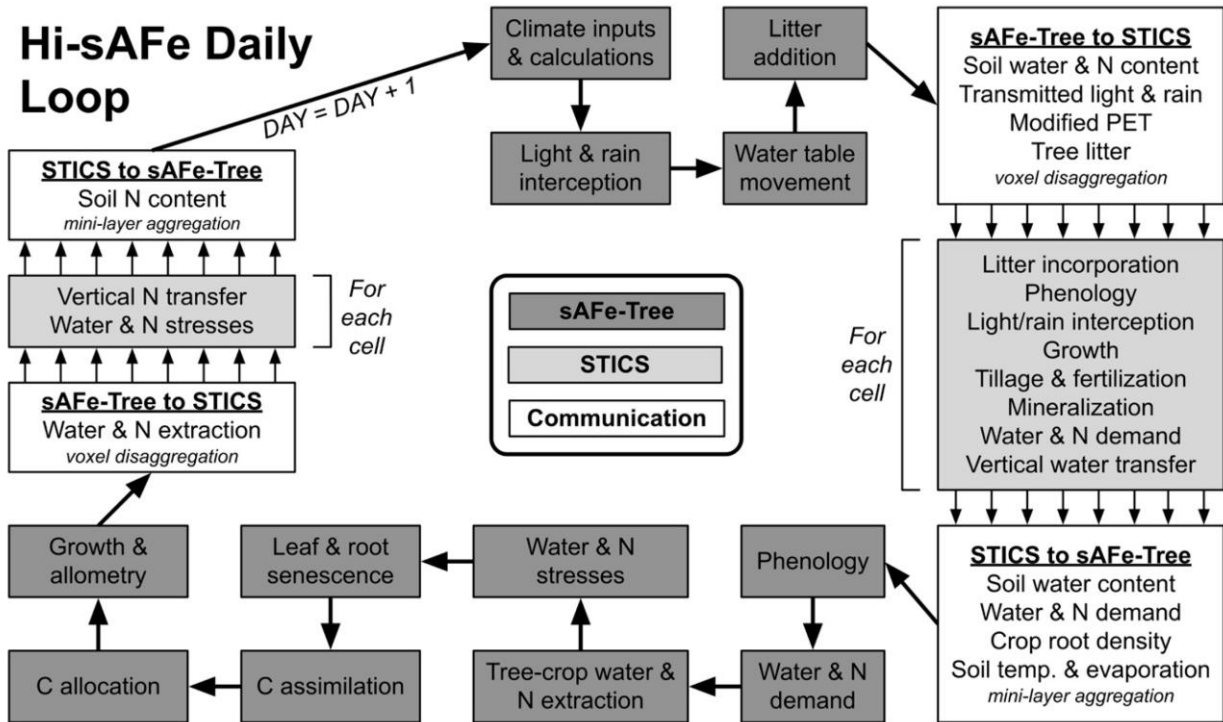 Hi-sAFe Daily
Loop
DAY = DAY + 1
Climate inputs
& calculations
Light & rain
interception
Water table
movement
Litter
addition
sAFe-Tree to STICS
Soil water & N content
Transmitted light & rain
Modified PET
Tree litter
voxel disaggregation
For
each
cell
Litter incorporation
Phenology
Light/rain interception
Growth
Tillage & fertilization
Mineralization
Water & N demand
Vertical water transfer
STICS to sAFe-Tree
Soil water content
Water & N demand
Crop root density
Soil temp. & evaporation
mini-layer aggregation
Phenology
Water & N
demand
Tree-crop water &
N extraction
Water & N
stresses
Leaf & root
senescence
C assimilation
C allocation
Growth &
allometry
sAFe-Tree to STICS
Water & N extraction
voxel disaggregation
Vertical N transfer
Water & N stresses
For
each
cell
STICS to sAFe-Tree
Soil N content
mini-layer aggregation
sAFe-Tree
STICS
Communication